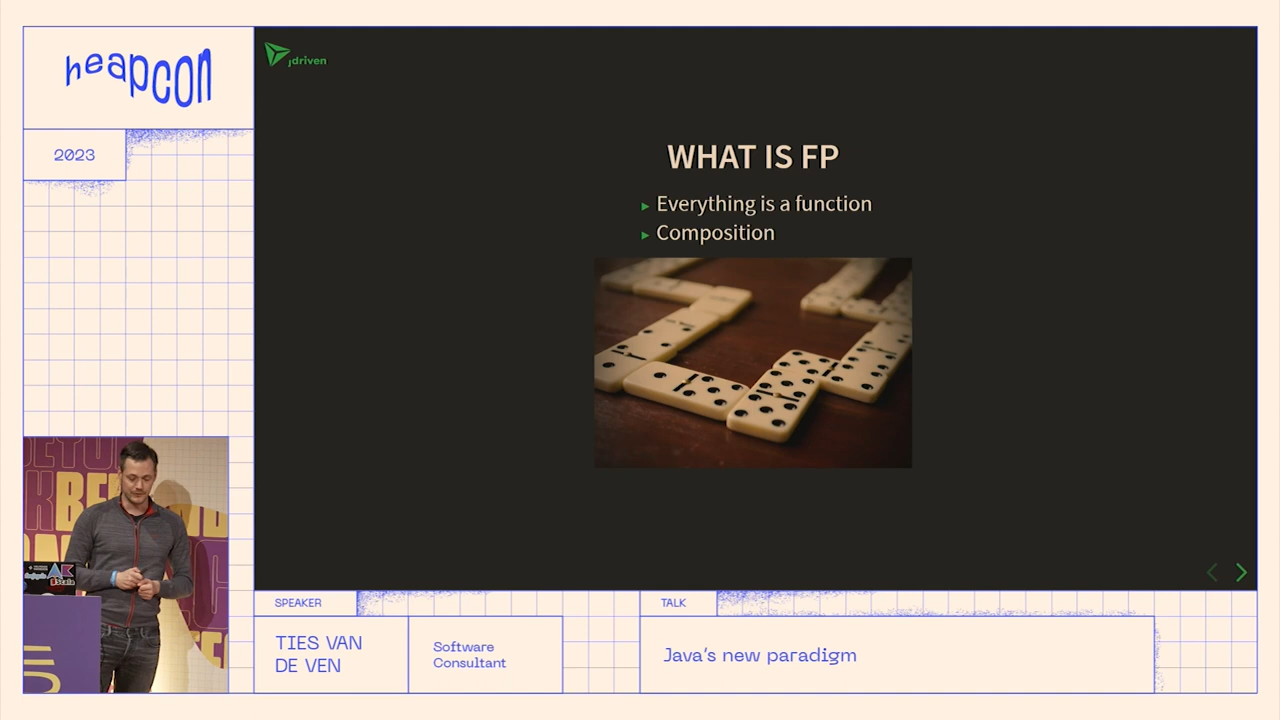 heapcon
2023
jdriven
WHAT IS FP
Everything is a function
Composition
SPEAKER
TIES VAN
DE VEN
Software
Consultant
TALK
Java's new paradigm
Scala